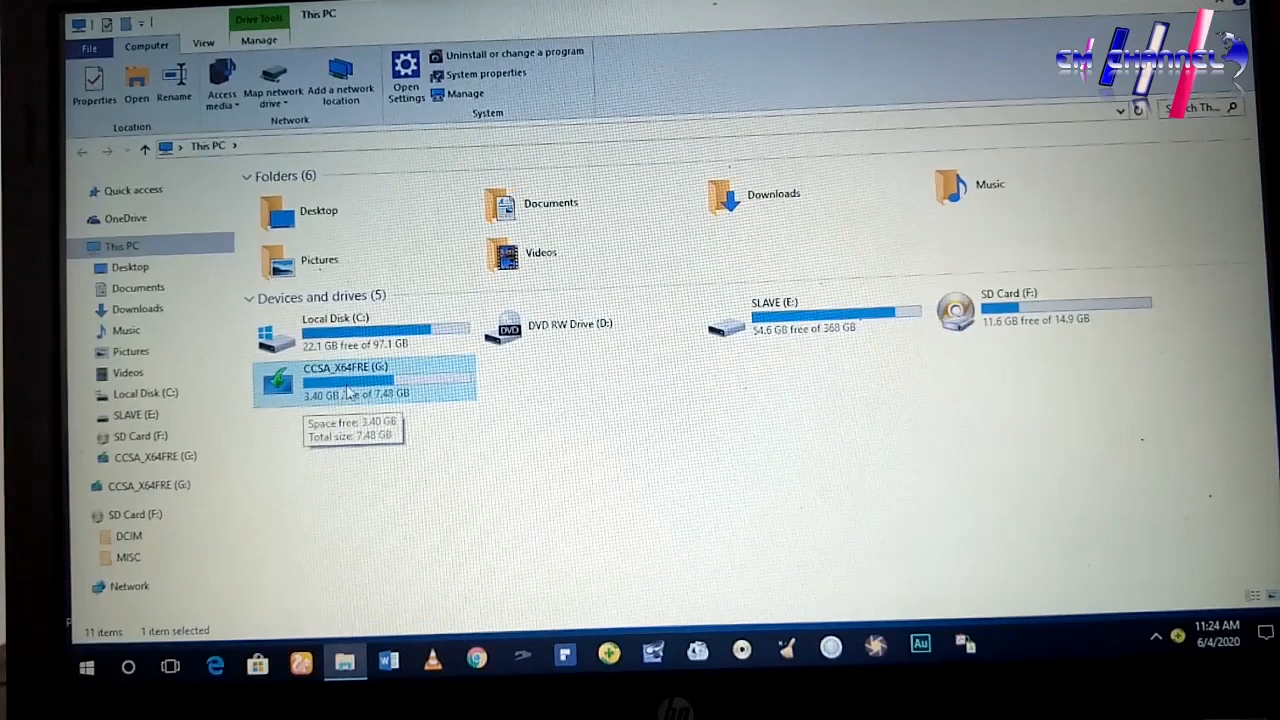 Drive Tools
This PC
File
Computer
View
Manage
Properties
Open
Rename
Access media
Map network drive
Add a network location
Open Settings
Uninstall or change a program
System properties
Manage
Location
Network
System
This PC
EM CHANNEL
Quick access
OneDrive
This PC
Desktop
Documents
Downloads
Music
Pictures
Videos
Local Disk (C:)
SLAVE (E:)
SD Card (F:)
CCSA_X64FRE (G:)
CCSA_X64FRE (G:)
SD Card (F:)
DCIM
MISC
Network
Folders (6)
Desktop
Documents
Downloads
Music
Pictures
Videos
Devices and drives (5)
Local Disk (C:)
22.1 GB free of 97.1 GB
DVD
DVD RW Drive (D:)
SLAVE (E:)
54.6 GB free of 368 GB
SD Card (F:)
11.6 GB free of 14.9 GB
CCSA_X64FRE (G:)
3.40 GB free of 7.48 GB
Space free: 3.40 GB
Total size: 7.48 GB
11 items
1 item selected
Au
11:24 AM
6/4/2020
hp